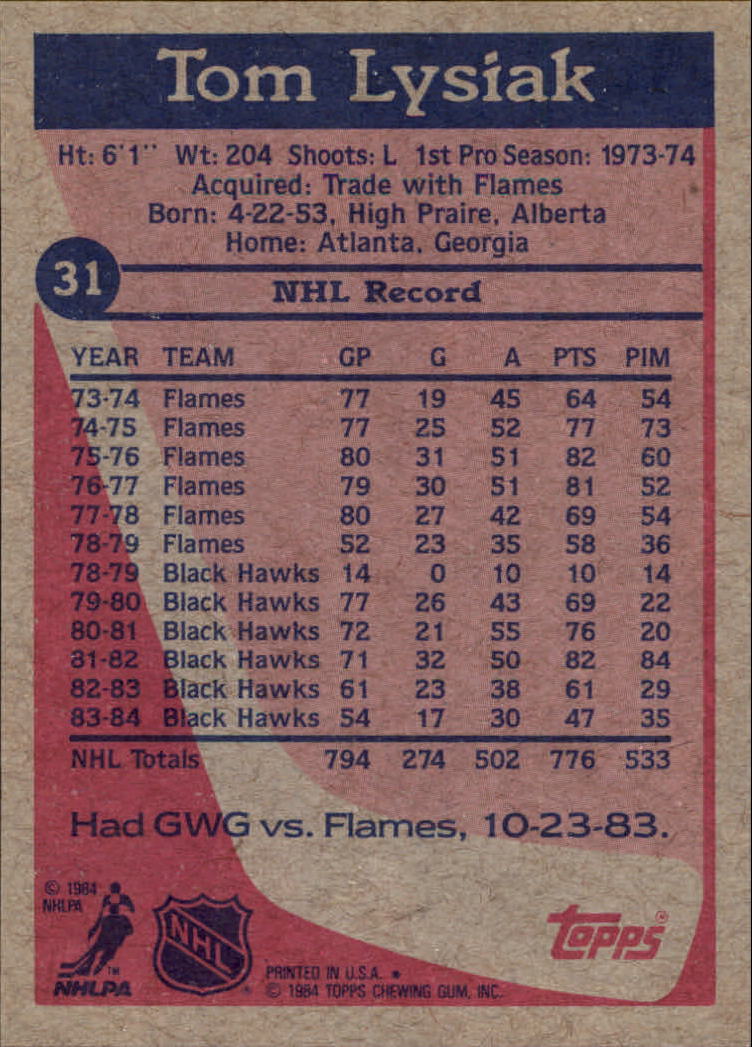 Tom Lysiak
Ht: 6'1'' Wt: 204 Shoots: L 1st Pro Season: 1973-74
Acquired: Trade with Flames
Born: 4-22-53, High Praire, Alberta
Home: Atlanta, Georgia
31
NHL Record
YEAR TEAM GP G A PTS PIM
73-74 Flames 77 19 45 64 54
74-75 Flames 77 25 52 77 73
75-76 Flames 80 31 51 82 60
76-77 Flames 79 30 51 81 52
77-78 Flames 80 27 42 69 54
78-79 Flames 52 23 35 58 36
78-79 Black Hawks 14 0 10 10 14
79-80 Black Hawks 77 26 43 69 22
80-81 Black Hawks 72 21 55 76 20
81-82 Black Hawks 71 32 50 82 84
82-83 Black Hawks 61 23 38 61 29
83-84 Black Hawks 54 17 30 47 35
NHL Totals 794 274 502 776 533
Had GWG vs. Flames, 10-23-83.
© 1984
NHLPA
™
NHLPA
NHL ®
topps ®
PRINTED IN U.S.A. *
© 1984 TOPPS CHEWING GUM, INC.